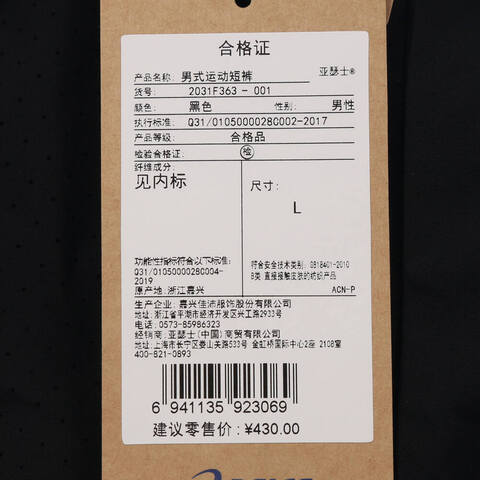 合格证
产品名称: 男式运动短裤 亚瑟士®
货号: 2031F363 - 001
颜色: 黑色 性别: 男性
执行标准: Q31/0105000028C002-2017
产品等级: 合格品
检验合格证: 检
纤维成分:
见内标
尺寸:
L
功能性指标符合以下标准:
Q31/0105000028C004-
2019
原产地: 浙江嘉兴
符合安全技术类别: GB18401-2010
B类 直接接触皮肤的纺织产品
ACN-P
生产企业: 嘉兴佳沛服饰股份有限公司
地址:浙江省平湖市经济开发区兴工路2933号
电话: 0573-85986323
经销商: 亚瑟士(中国)商贸有限公司
地址:上海市长宁区娄山关路533号 金虹桥国际中心2座 2108室
400-821-0893
6 941135 923069
建议零售价: ¥430.00